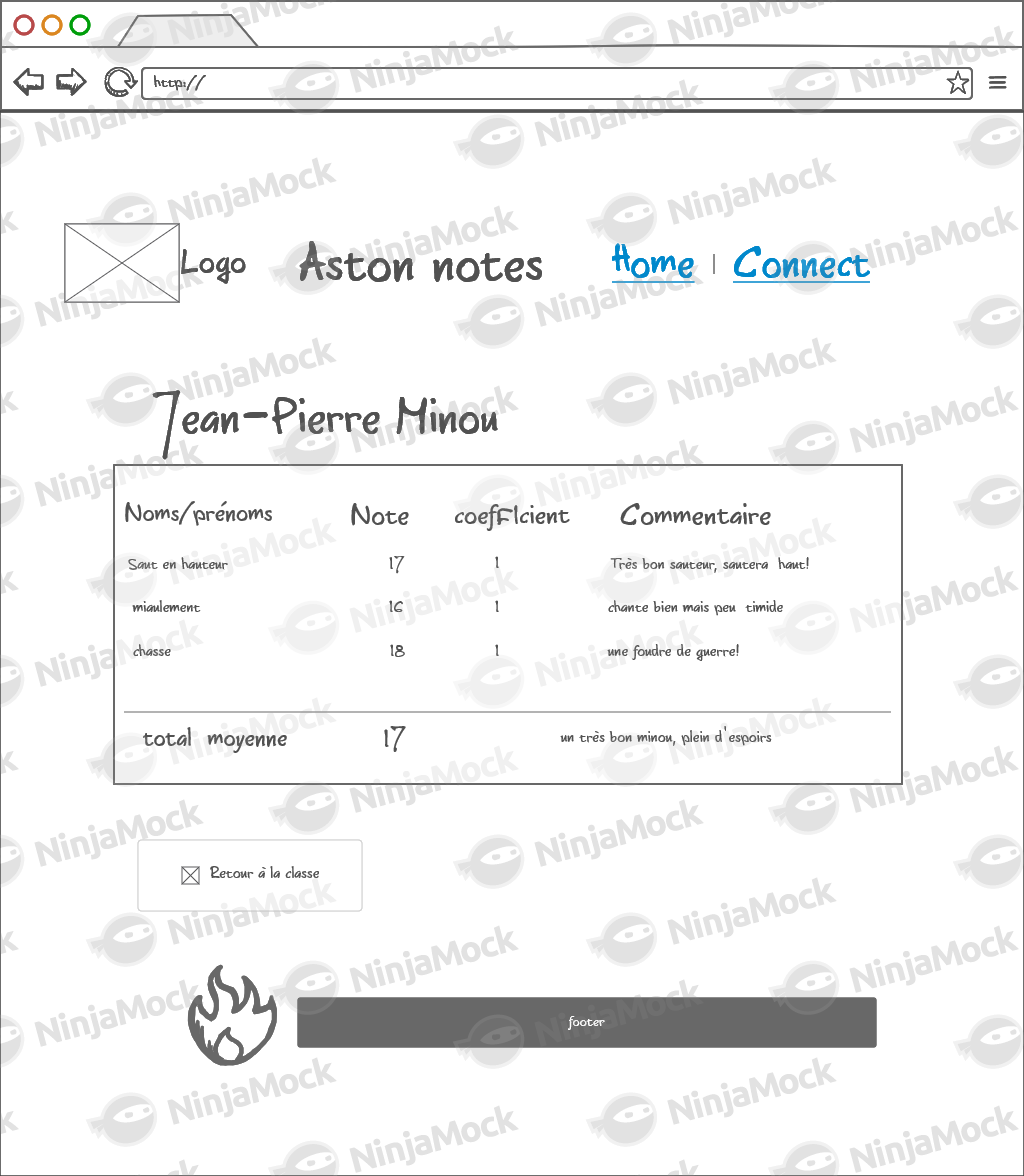 http://
Logo Aston notes Home | Connect
Jean-Pierre Minou
Noms/prénoms Note coefFIcient Commentaire
Saut en hauteur 17 1 Très bon sauteur, sautera haut!
miaulement 16 1 chante bien mais peu timide
chasse 18 1 une foudre de guerre!
total moyenne 17 un très bon minou, plein d'espoirs
Retour à la classe
footer
NinjaMock